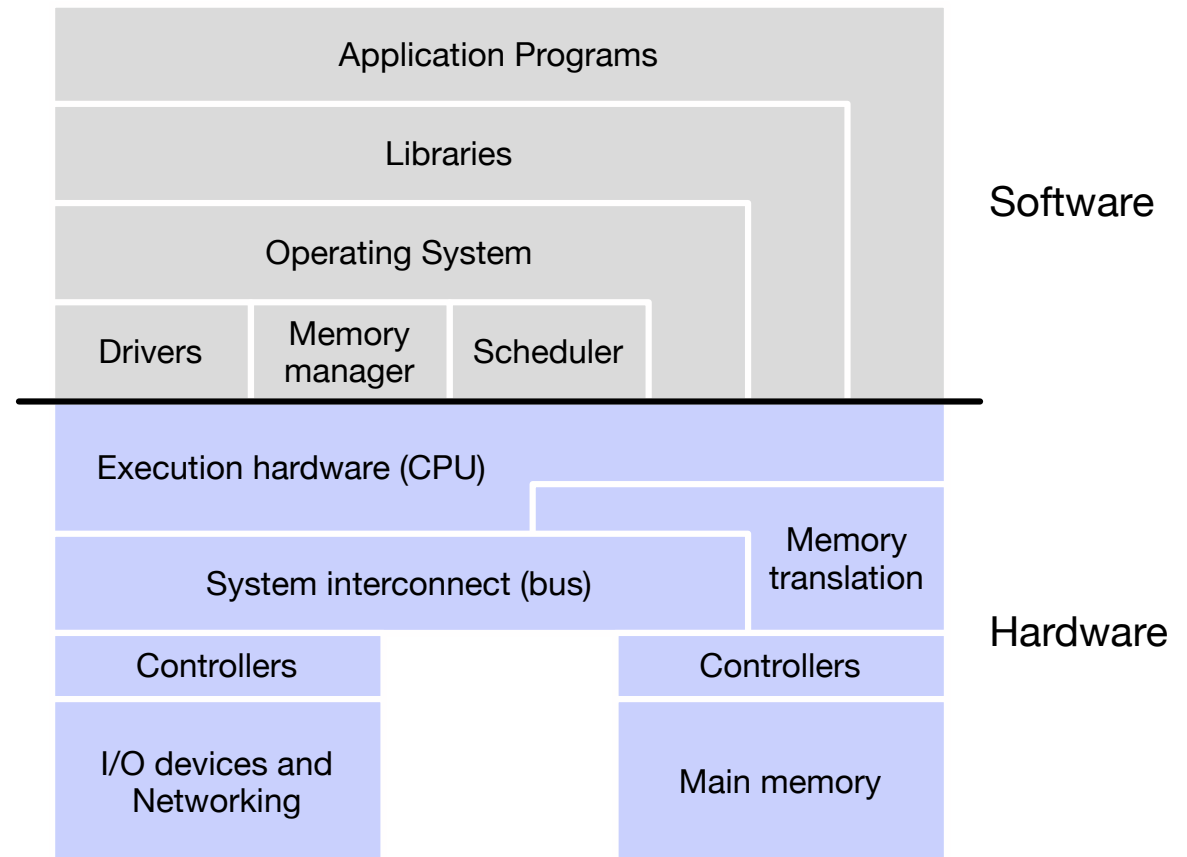 Application Programs
Libraries
Software
Operating System
Drivers
Memory
manager
Scheduler
Execution hardware (CPU)
Memory
translation
System interconnect (bus)
Hardware
Controllers
Controllers
I/O devices and
Networking
Main memory